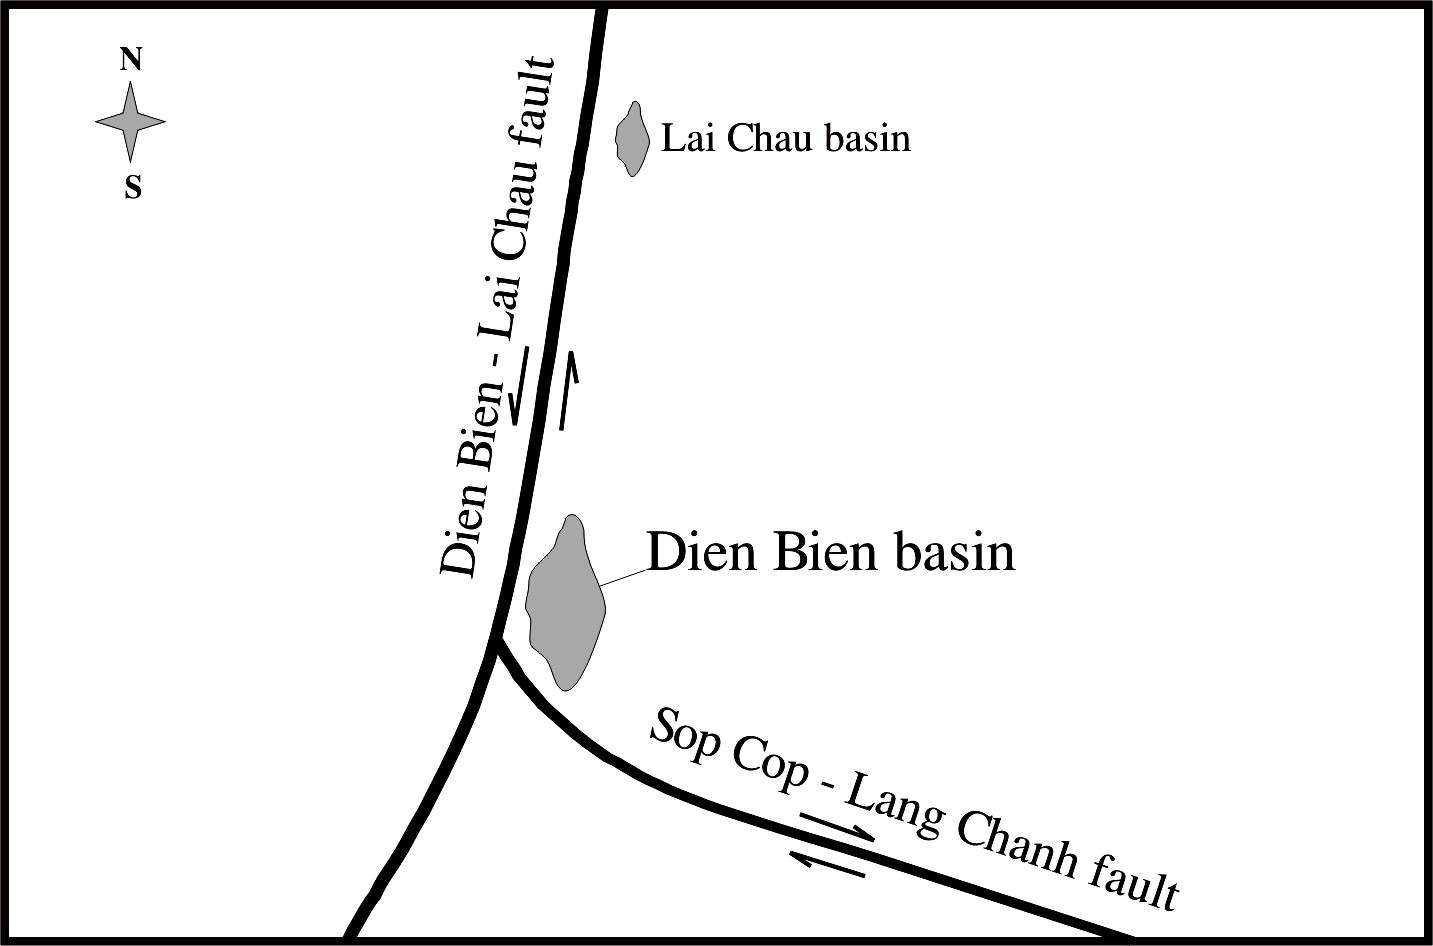 N
S
Dien Bien - Lai Chau fault
Lai Chau basin
Dien Bien basin
Sop Cop - Lang Chanh fault